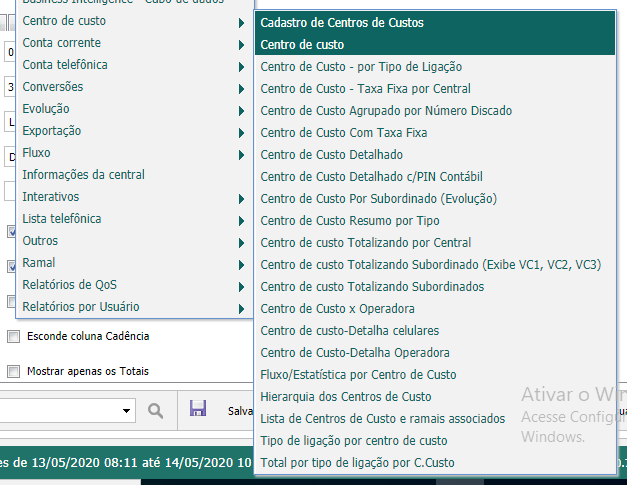 Business Intelligence - Cubo de dados
Centro de custo
Conta corrente
Conta telefônica
Conversões
Evolução
Exportação
Fluxo
Informações da central
Interativos
Lista telefônica
Outros
Ramal
Relatórios de QoS
Relatórios por Usuário
Cadastro de Centros de Custos
Centro de custo
Centro de Custo - por Tipo de Ligação
Centro de Custo - Taxa Fixa por Central
Centro de Custo Agrupado por Número Discado
Centro de Custo Com Taxa Fixa
Centro de Custo Detalhado
Centro de Custo Detalhado c/PIN Contábil
Centro de Custo Por Subordinado (Evolução)
Centro de Custo Resumo por Tipo
Centro de custo Totalizando por Central
Centro de custo Totalizando Subordinado (Exibe VC1, VC2, VC3)
Centro de custo Totalizando Subordinados
Centro de Custo x Operadora
Centro de custo-Detalha celulares
Centro de Custo-Detalha Operadora
Fluxo/Estatística por Centro de Custo
Hierarquia dos Centros de Custo
Lista de Centros de Custo e ramais associados
Tipo de ligação por centro de custo
Total por tipo de ligação por C.Custo
0
3
L
D
Esconde coluna Cadência
Mostrar apenas os Totais
Salva
Ativar o Win
Acesse Configu
Windows.
es de 13/05/2020 08:11 até 14/05/2020 10